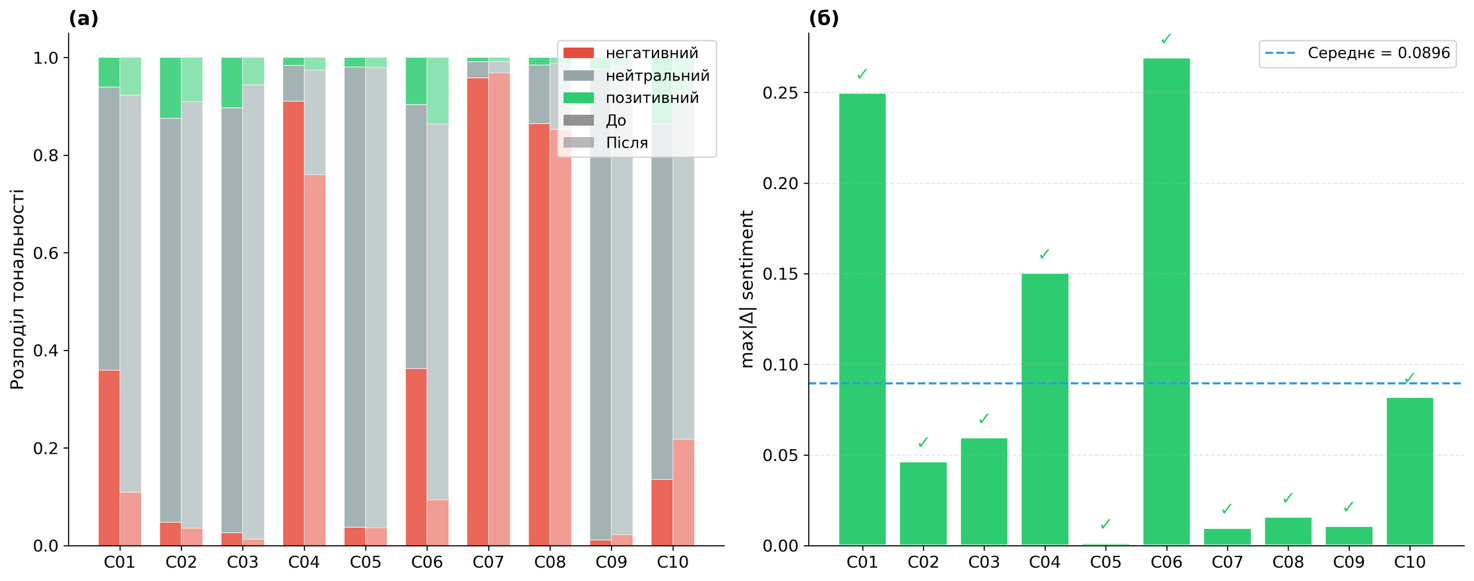 (а)
Розподіл тональності
1.0
0.8
0.6
0.4
0.2
0.0
негативний
нейтральний
позитивний
До
Після
C01 C02 C03 C04 C05 C06 C07 C08 C09 C10
(б)
max|Δ| sentiment
0.25
0.20
0.15
0.10
0.05
0.00
✓ ✓ ✓ ✓ ✓ ✓ ✓ ✓ ✓ ✓
Середнє = 0.0896
C01 C02 C03 C04 C05 C06 C07 C08 C09 C10